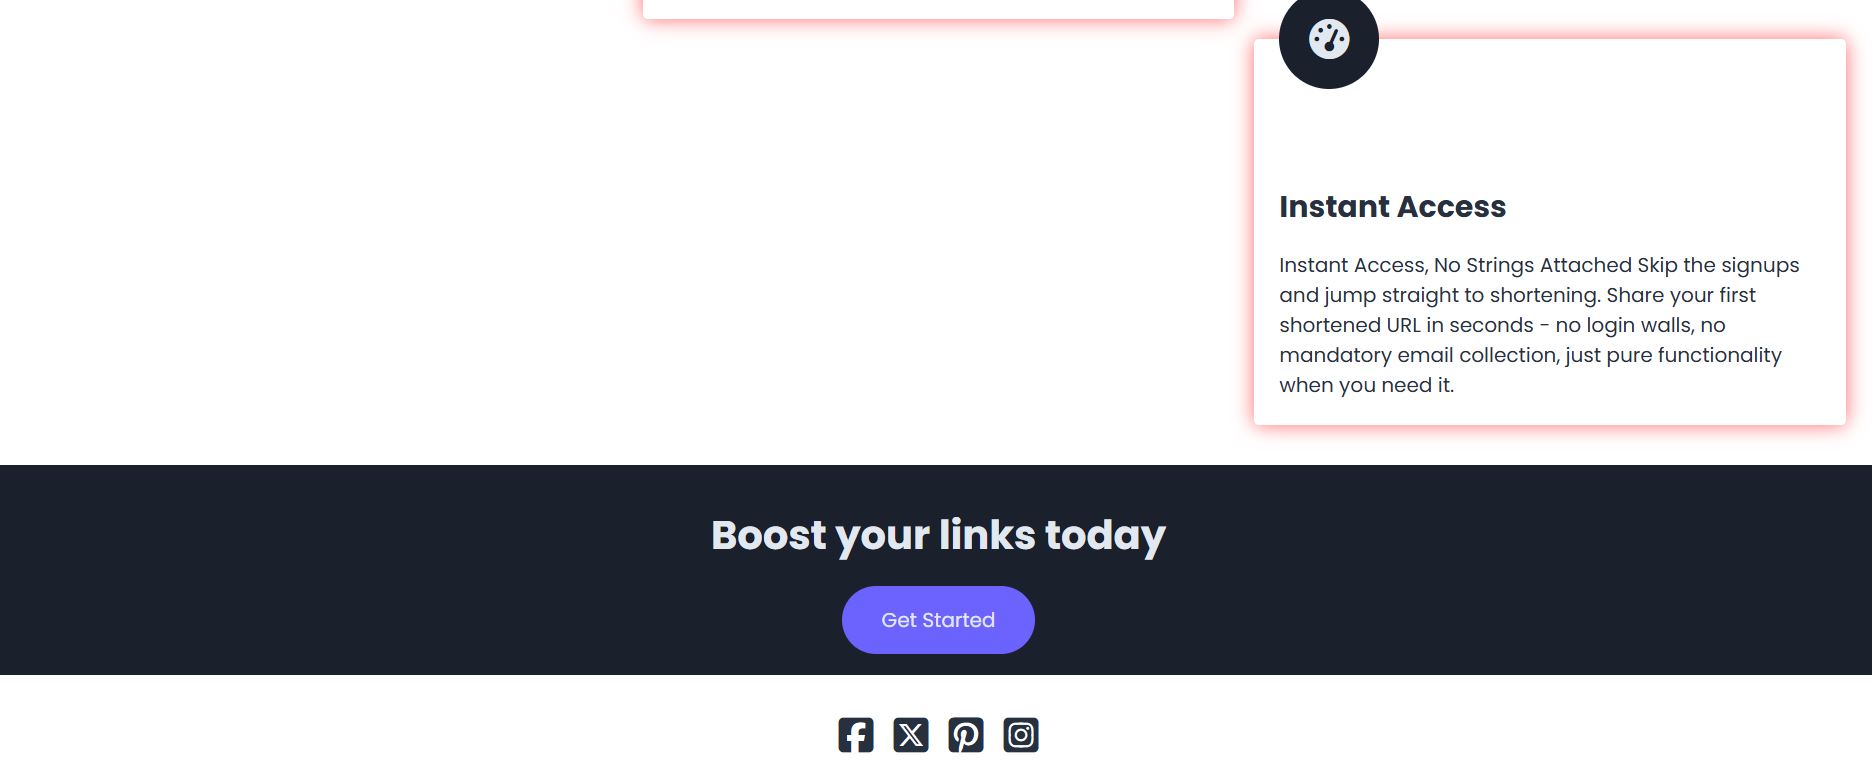 Instant Access
Instant Access, No Strings Attached Skip the signups
and jump straight to shortening. Share your first
shortened URL in seconds - no login walls, no
mandatory email collection, just pure functionality
when you need it.
Boost your links today
Get Started